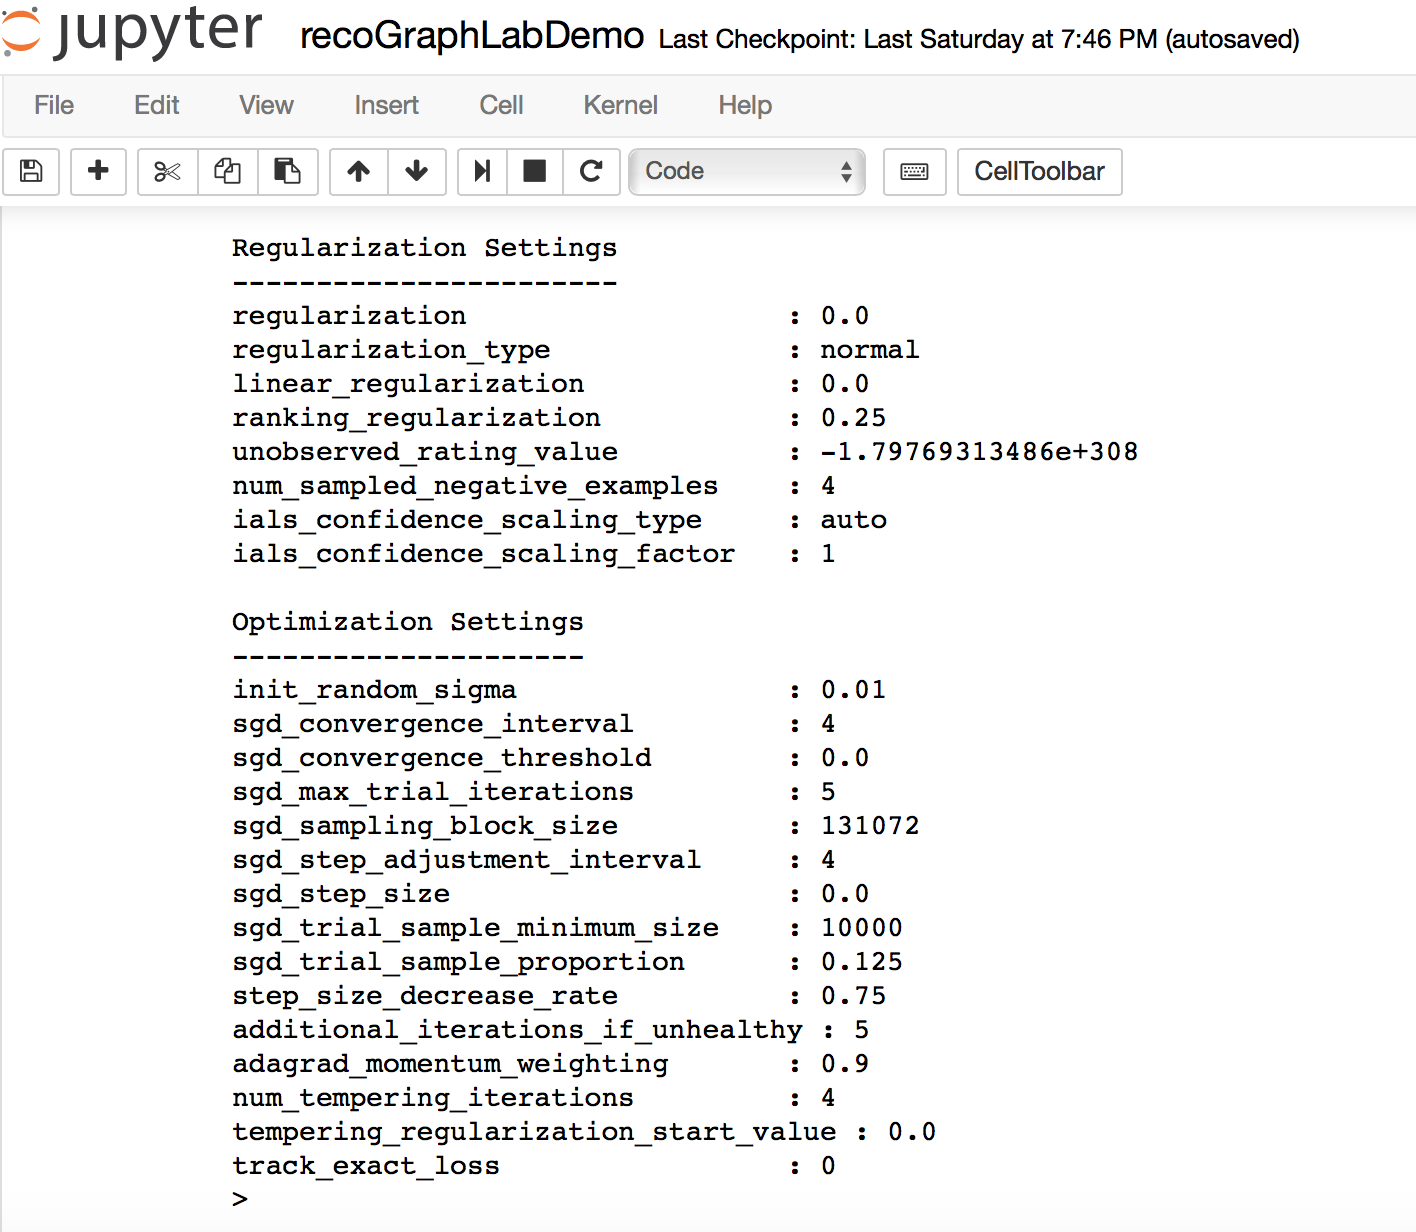 jupyter recoGraphLabDemo Last Checkpoint: Last Saturday at 7:46 PM (autosaved)
File Edit View Insert Cell Kernel Help
Code CellToolbar
Regularization Settings
-----------------------
regularization : 0.0
regularization_type : normal
linear_regularization : 0.0
ranking_regularization : 0.25
unobserved_rating_value : -1.79769313486e+308
num_sampled_negative_examples : 4
ials_confidence_scaling_type : auto
ials_confidence_scaling_factor : 1
Optimization Settings
---------------------
init_random_sigma : 0.01
sgd_convergence_interval : 4
sgd_convergence_threshold : 0.0
sgd_max_trial_iterations : 5
sgd_sampling_block_size : 131072
sgd_step_adjustment_interval : 4
sgd_step_size : 0.0
sgd_trial_sample_minimum_size : 10000
sgd_trial_sample_proportion : 0.125
step_size_decrease_rate : 0.75
additional_iterations_if_unhealthy : 5
adagrad_momentum_weighting : 0.9
num_tempering_iterations : 4
tempering_regularization_start_value : 0.0
track_exact_loss : 0
>